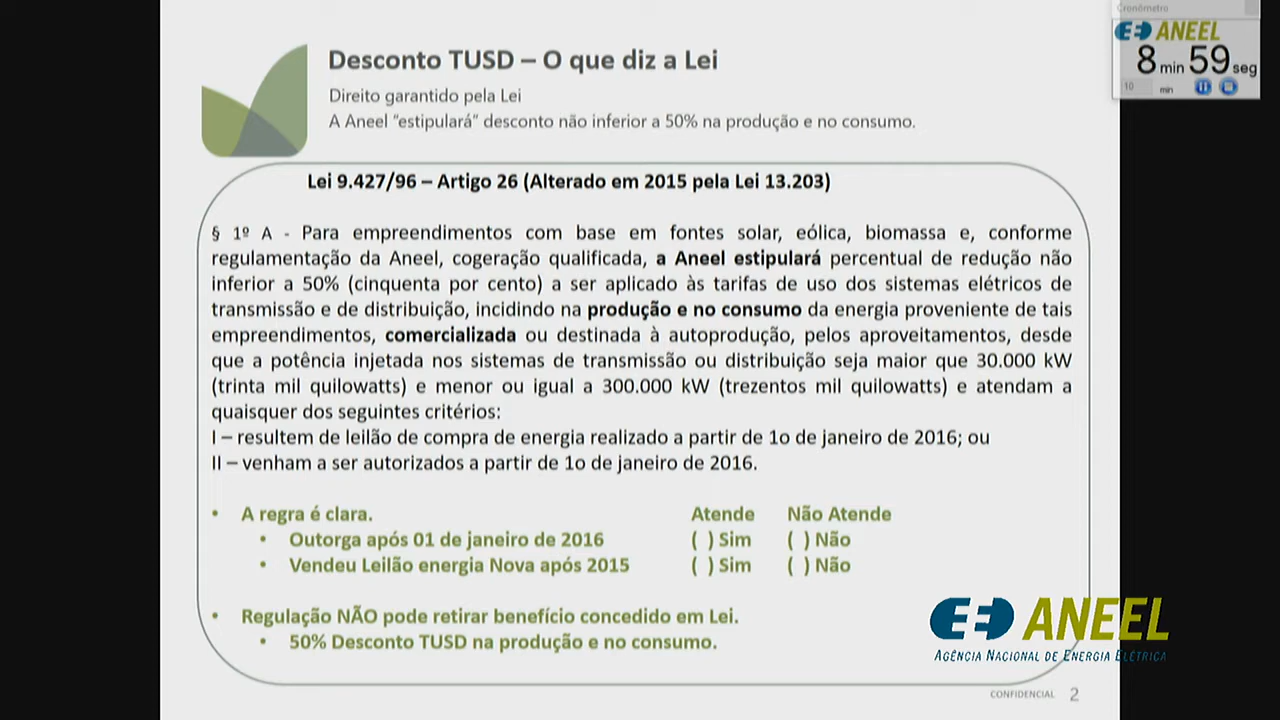 Cronômetro
ANEEL
8 min 59 seg
10 min
Desconto TUSD – O que diz a Lei
Direito garantido pela Lei
A Aneel “estipulará” desconto não inferior a 50% na produção e no consumo.
Lei 9.427/96 – Artigo 26 (Alterado em 2015 pela Lei 13.203)
§ 1º A - Para empreendimentos com base em fontes solar, eólica, biomassa e, conforme
regulamentação da Aneel, cogeração qualificada, a Aneel estipulará percentual de redução não
inferior a 50% (cinquenta por cento) a ser aplicado às tarifas de uso dos sistemas elétricos de
transmissão e de distribuição, incidindo na produção e no consumo da energia proveniente de tais
empreendimentos, comercializada ou destinada à autoprodução, pelos aproveitamentos, desde
que a potência injetada nos sistemas de transmissão ou distribuição seja maior que 30.000 kW
(trinta mil quilowatts) e menor ou igual a 300.000 kW (trezentos mil quilowatts) e atendam a
quaisquer dos seguintes critérios:
I – resultem de leilão de compra de energia realizado a partir de 1o de janeiro de 2016; ou
II – venham a ser autorizados a partir de 1o de janeiro de 2016.
• A regra é clara. Atende Não Atende
• Outorga após 01 de janeiro de 2016 ( ) Sim ( ) Não
• Vendeu Leilão energia Nova após 2015 ( ) Sim ( ) Não
• Regulação NÃO pode retirar benefício concedido em Lei.
• 50% Desconto TUSD na produção e no consumo.
ANEEL
AGÊNCIA NACIONAL DE ENERGIA ELÉTRICA
CONFIDENCIAL 2